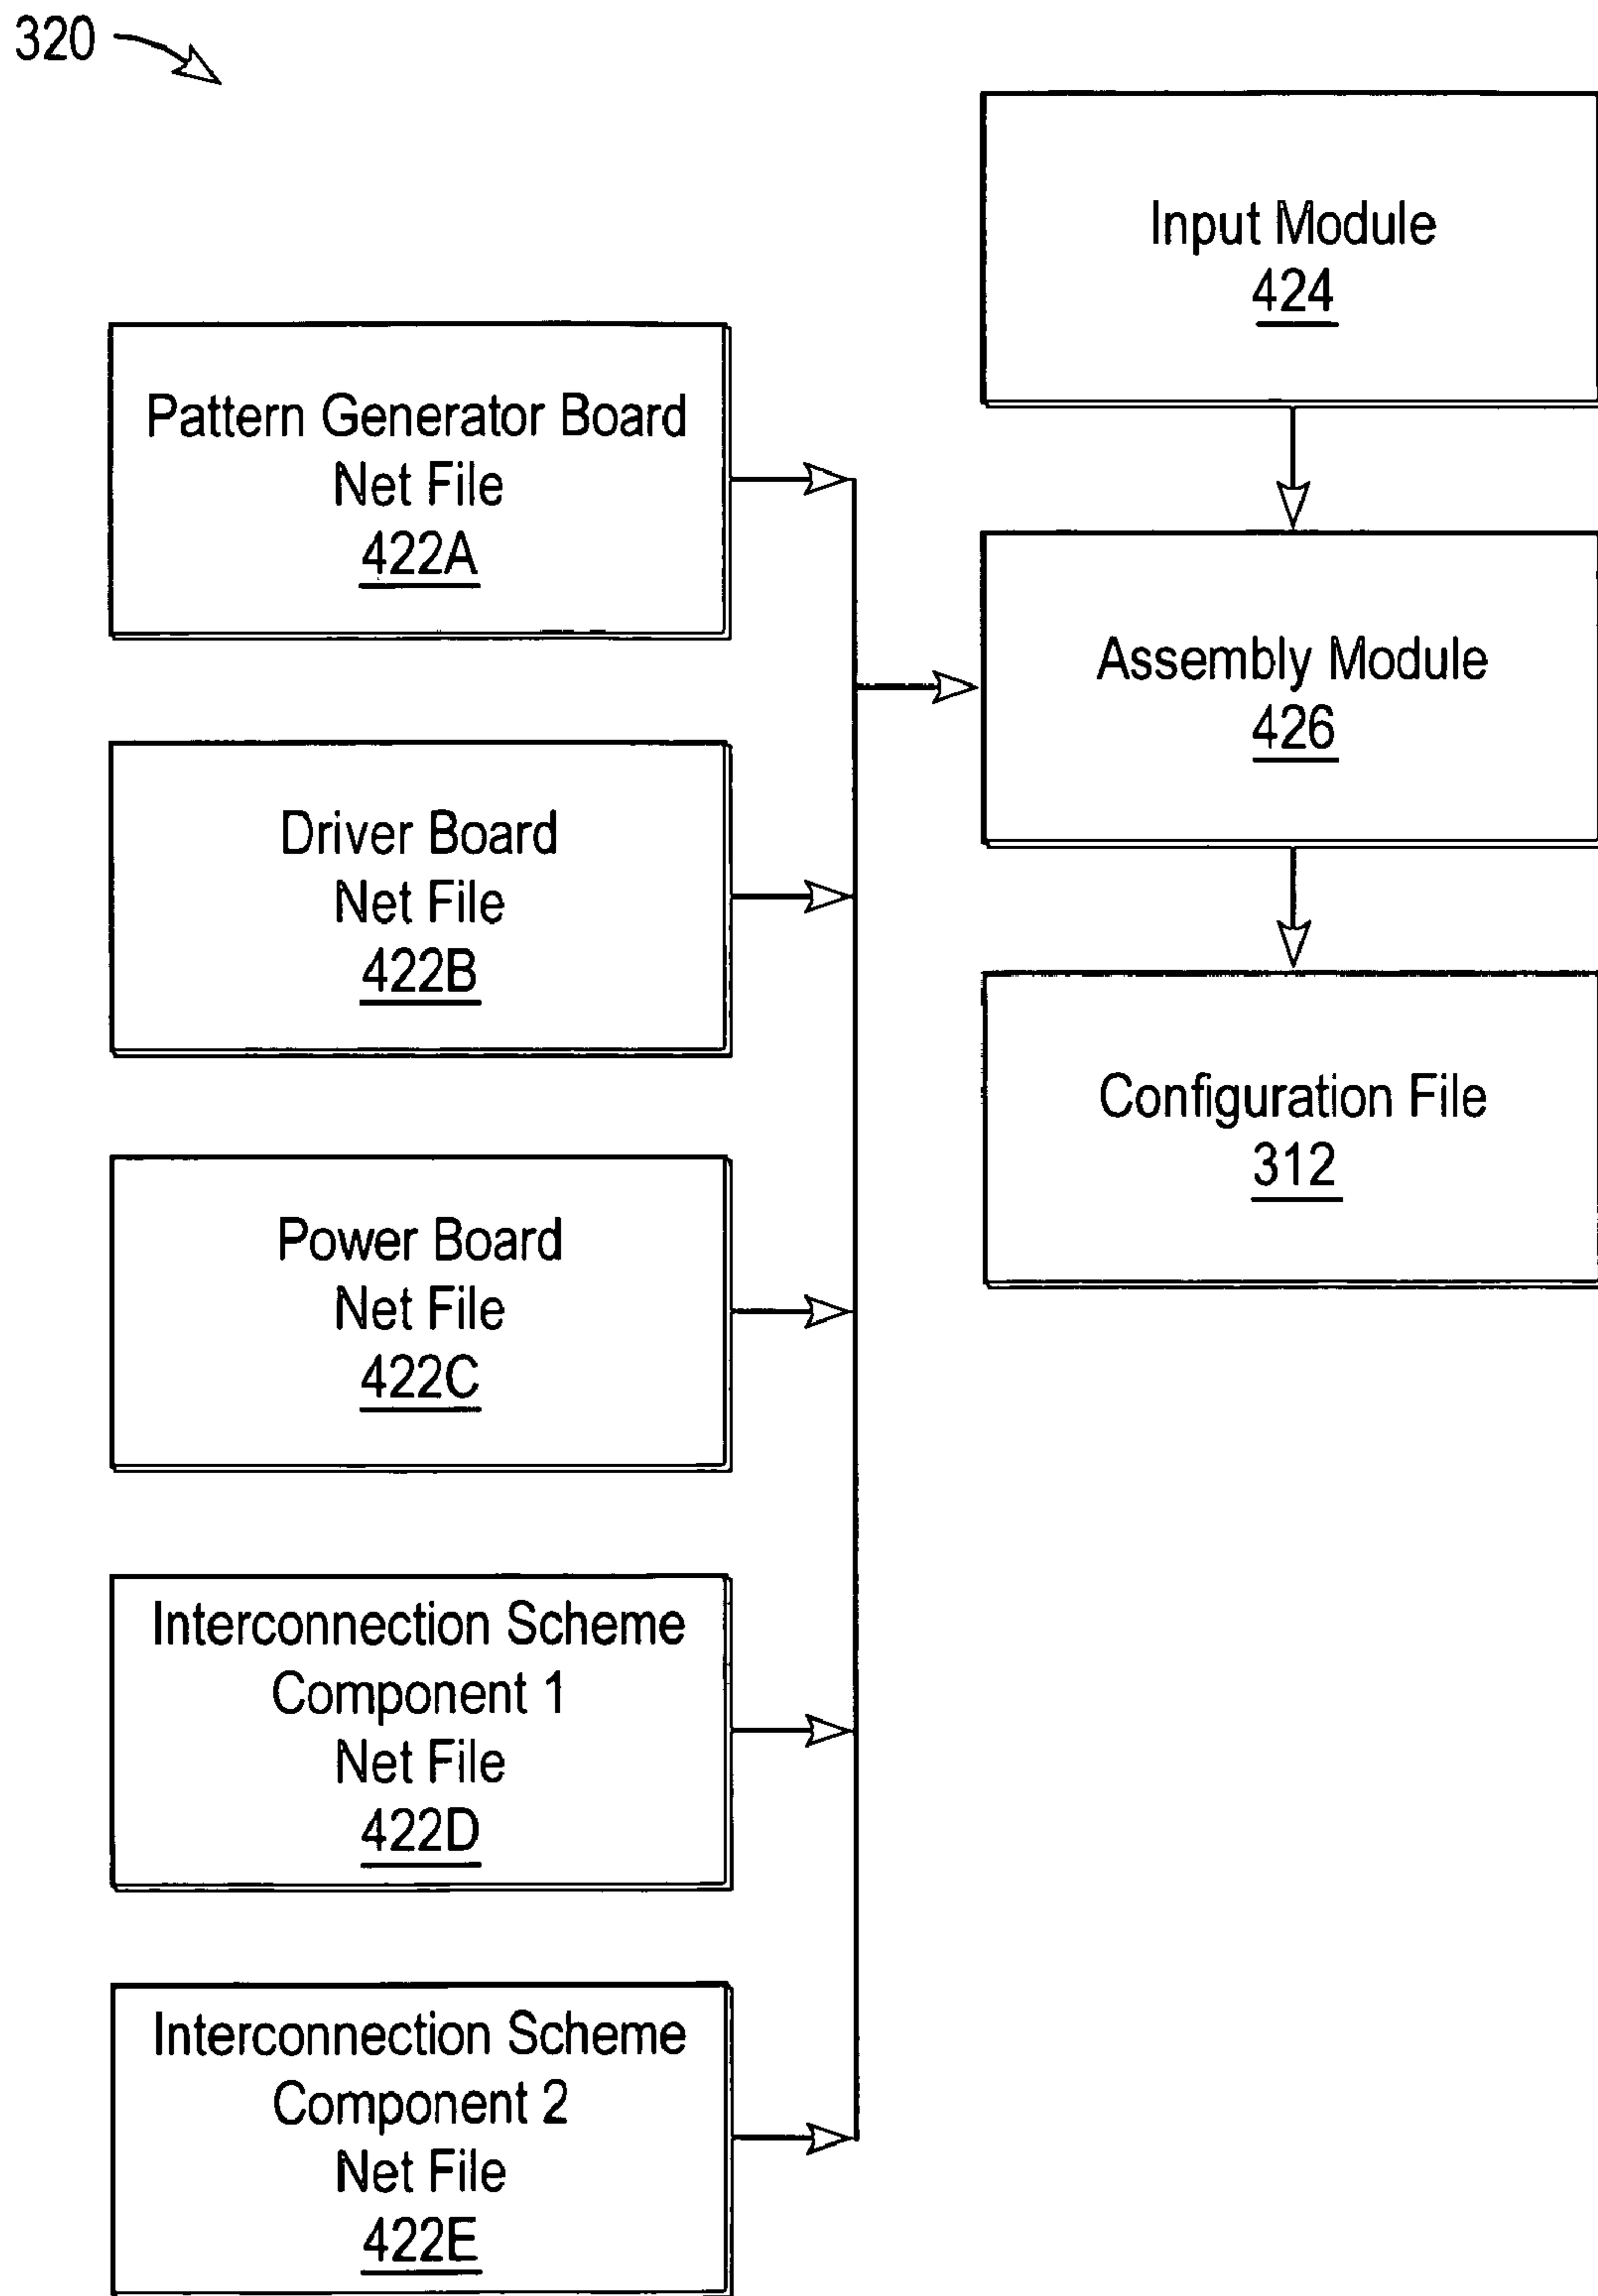 320
Input Module
424
Pattern Generator Board
Net File
422A
Assembly Module
426
Driver Board
Net File
422B
Configuration File
312
Power Board
Net File
422C
Interconnection Scheme
Component 1
Net File
422D
Interconnection Scheme
Component 2
Net File
422E